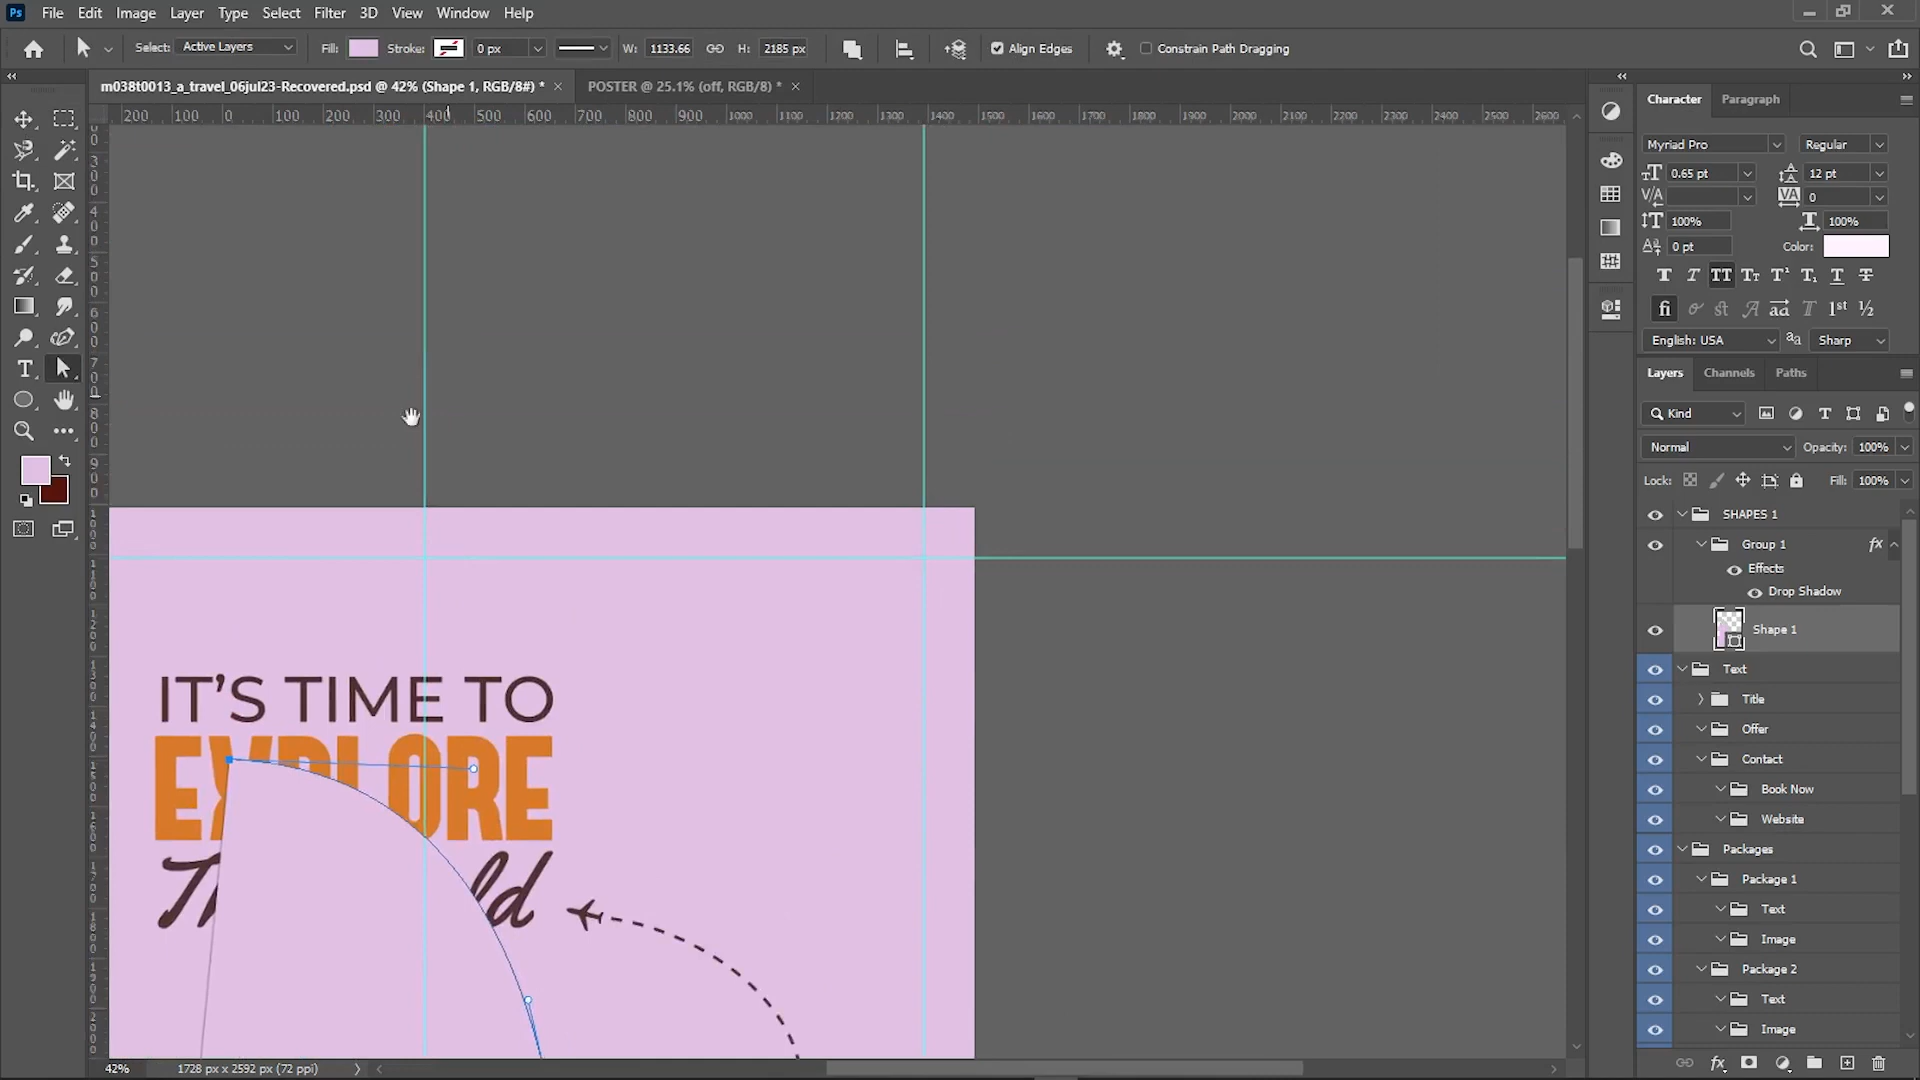 Ps File Edit Image Layer Type Select Filter 3D View Window Help
Select: Active Layers Fill: Stroke: 0 px W: 1133.66 H: 2185 px Align Edges Constrain Path Dragging
m038t0013_a_travel_06jul23-Recovered.psd @ 42% (Shape 1, RGB/8#) * × POSTER @ 25.1% (off, RGB/8) * ×
200 100 0 100 200 300 400 500 600 700 800 900 1000 1100 1200 1300 1400 1500 1600 1700 1800 1900 2000 2100 2200 2300 2400 2500 2600
Character Paragraph
Myriad Pro Regular
0.65 pt 12 pt
0
100% 100%
0 pt Color:
English: USA Sharp
Layers Channels Paths
Kind
Normal Opacity: 100%
Lock: Fill: 100%
SHAPES 1
Group 1 fx
Effects
Drop Shadow
Shape 1
Text
Title
Offer
Contact
Book Now
Website
Packages
Package 1
Text
Image
Package 2
Text
Image
IT'S TIME TO
EXPLORE
ld
42% 1728 px x 2592 px (72 ppi)